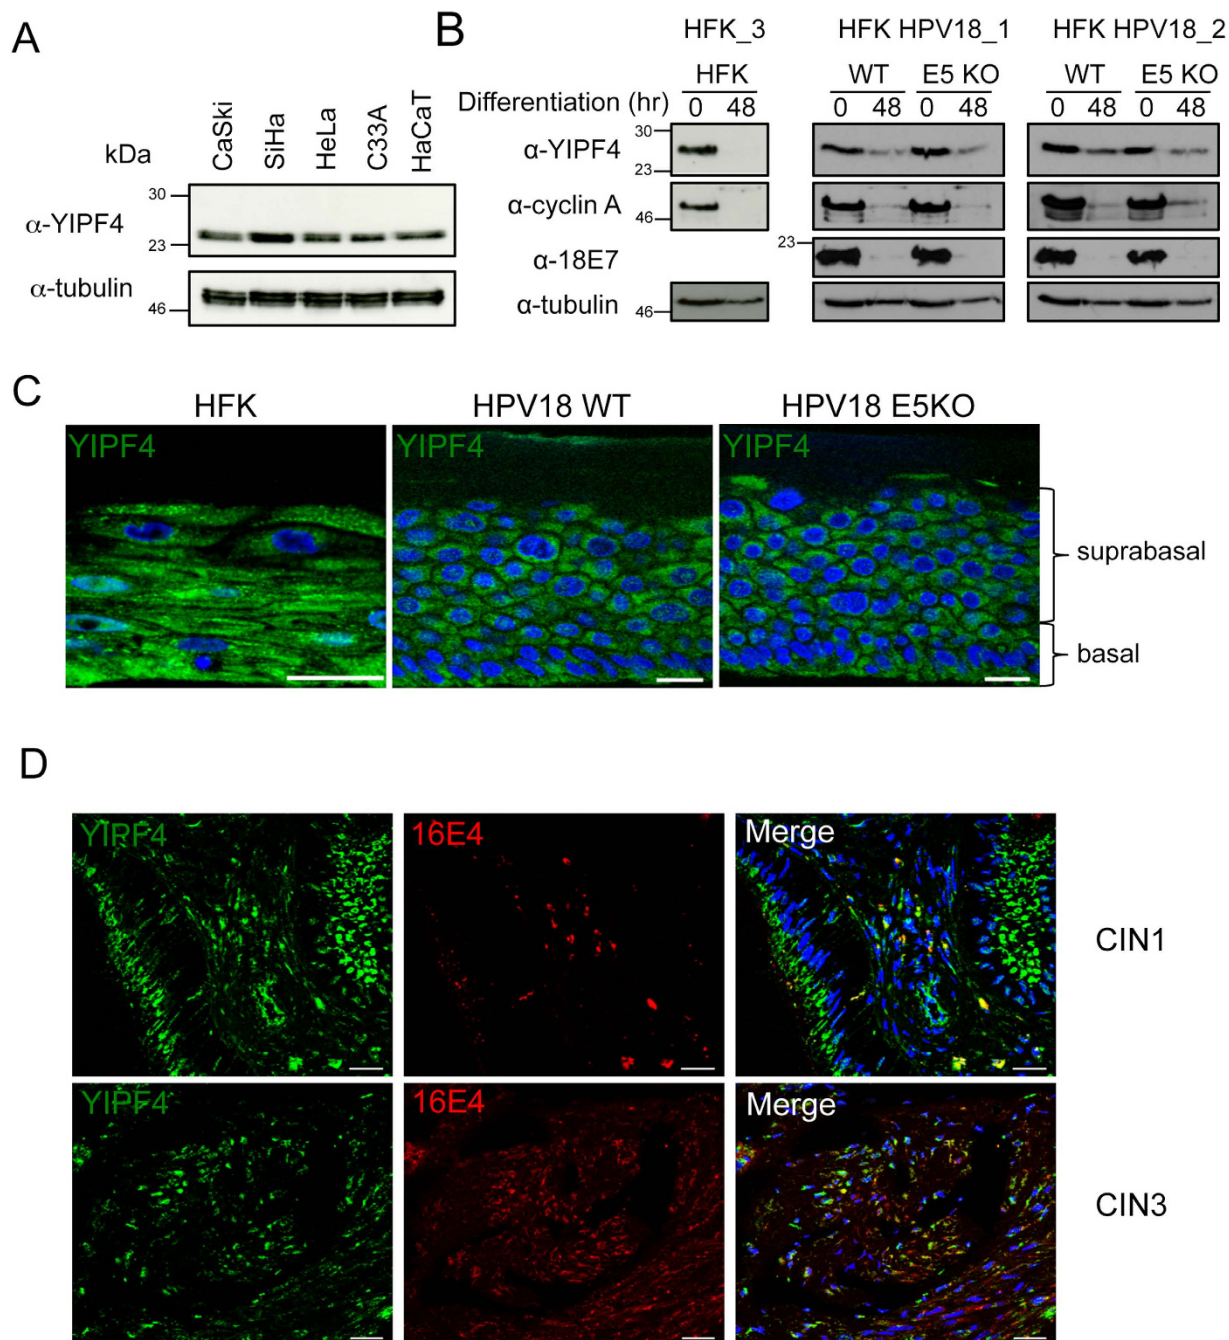 A
kDa
CaSki
SiHa
HeLa
C33A
HaCaT
30
α-YIPF4
23
α-tubulin
46
B
HFK_3
HFK HPV18_1
HFK HPV18_2
HFK
WT
E5 KO
WT
E5 KO
Differentiation (hr)
0
48
0
48
0
48
0
48
0
48
α-YIPF4
30
23
α-cyclin A
46
α-18E7
23
α-tubulin
46
C
HFK
HPV18 WT
HPV18 E5KO
YIPF4
YIPF4
YIPF4
suprabasal
basal
D
YIPF4
16E4
Merge
CIN1
YIPF4
16E4
Merge
CIN3